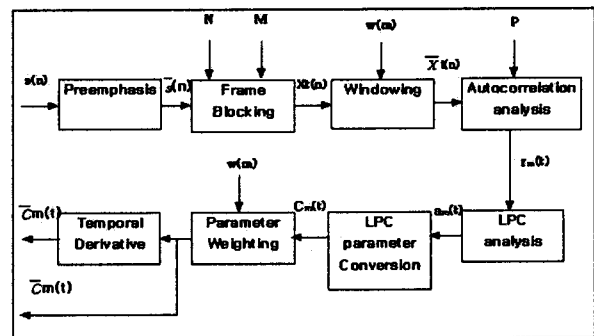 N M w(m) P
s(n) Preemphasis s̅(n) Frame Blocking Xt(n) Windowing X̅t(n) Autocorrelation analysis
rm(t)
w(m)
C̅m(t) Temporal Derivative Parameter Weighting Cm(t) LPC parameter Conversion am(t) LPC analysis
C̅m(t)